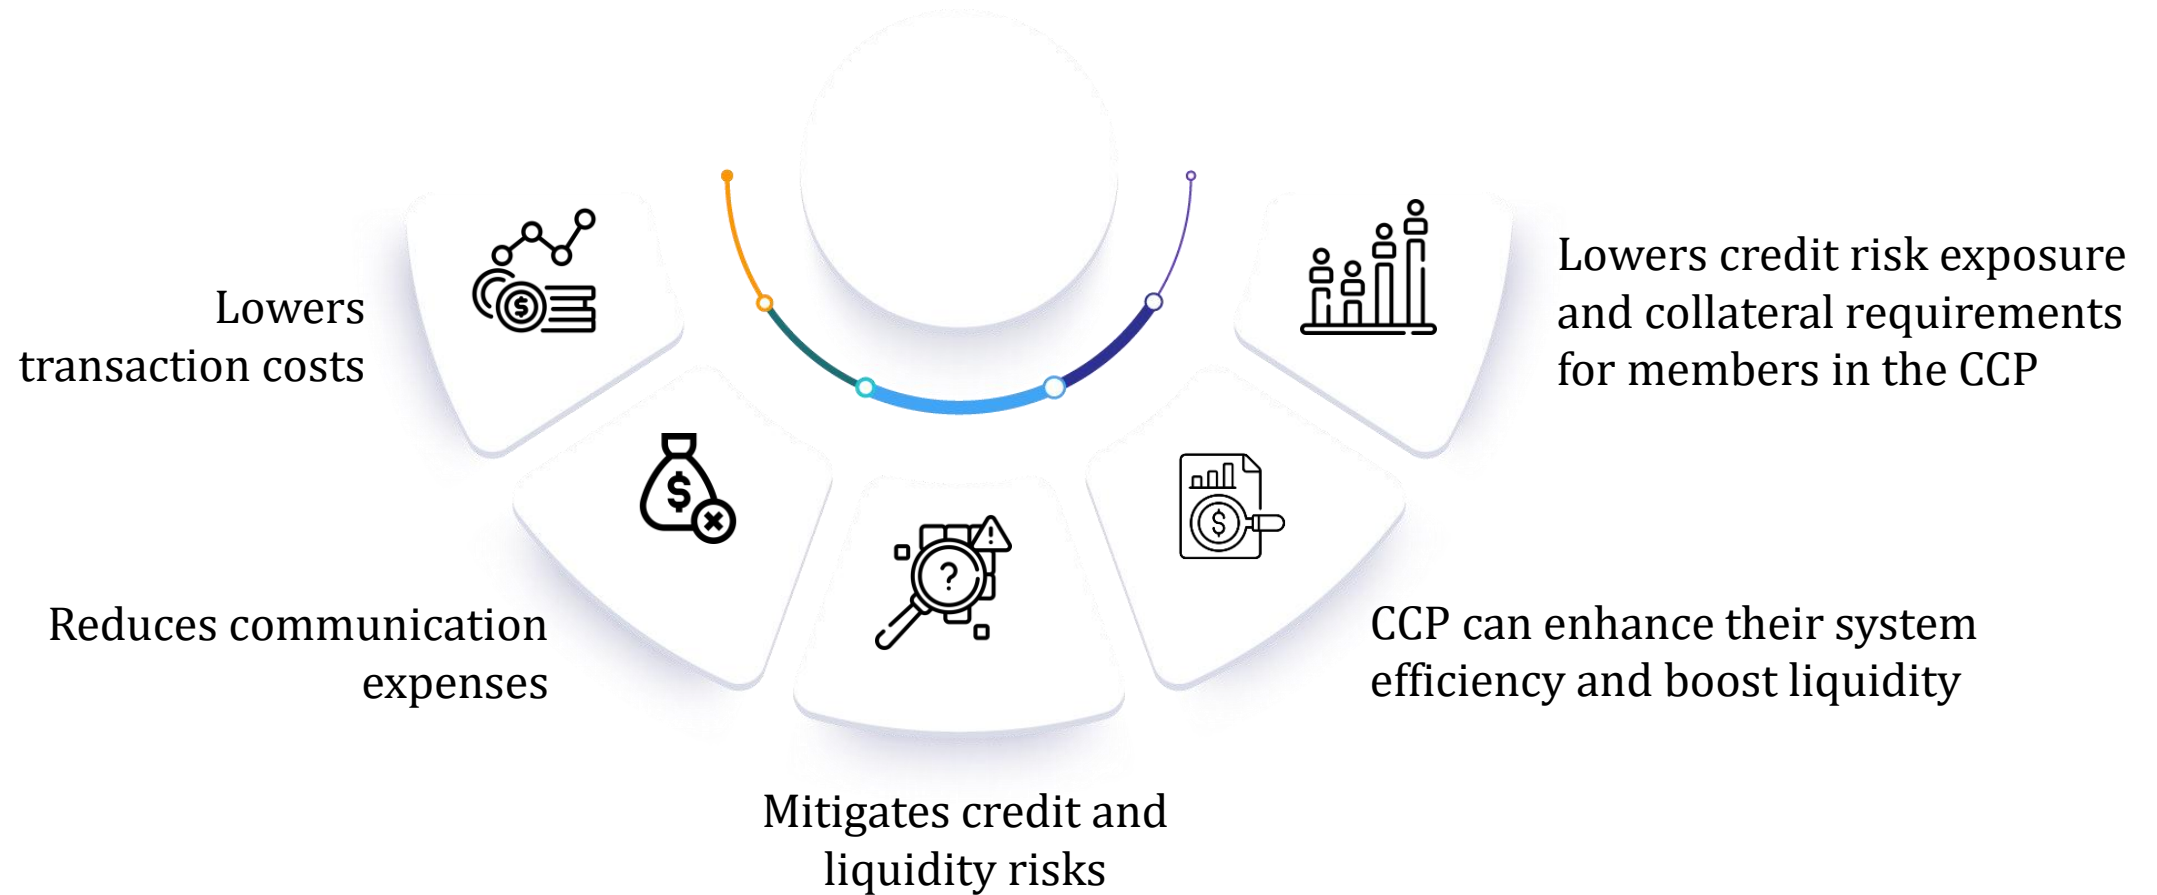 Lowers
transaction costs
Reduces communication
expenses
Mitigates credit and
liquidity risks
CCP can enhance their system
efficiency and boost liquidity
Lowers credit risk exposure
and collateral requirements
for members in the CCP